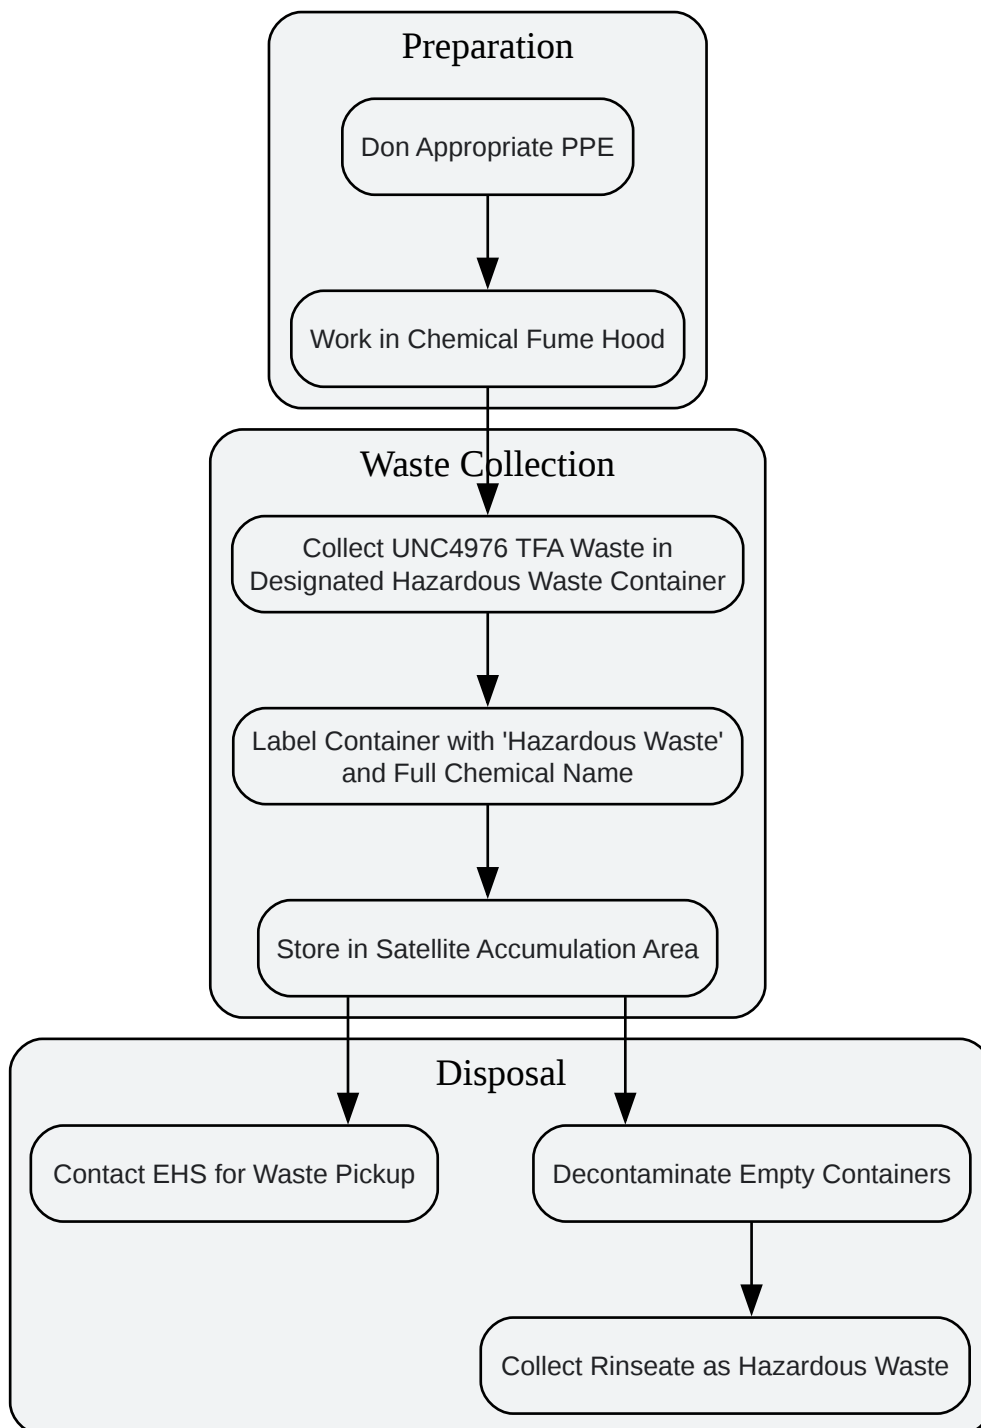 Preparation
Don Appropriate PPE
Work in Chemical Fume Hood
Waste Collection
Collect UNC4976 TFA Waste in
Designated Hazardous Waste Container
Label Container with 'Hazardous Waste'
and Full Chemical Name
Store in Satellite Accumulation Area
Disposal
Contact EHS for Waste Pickup
Decontaminate Empty Containers
Collect Rinseate as Hazardous Waste